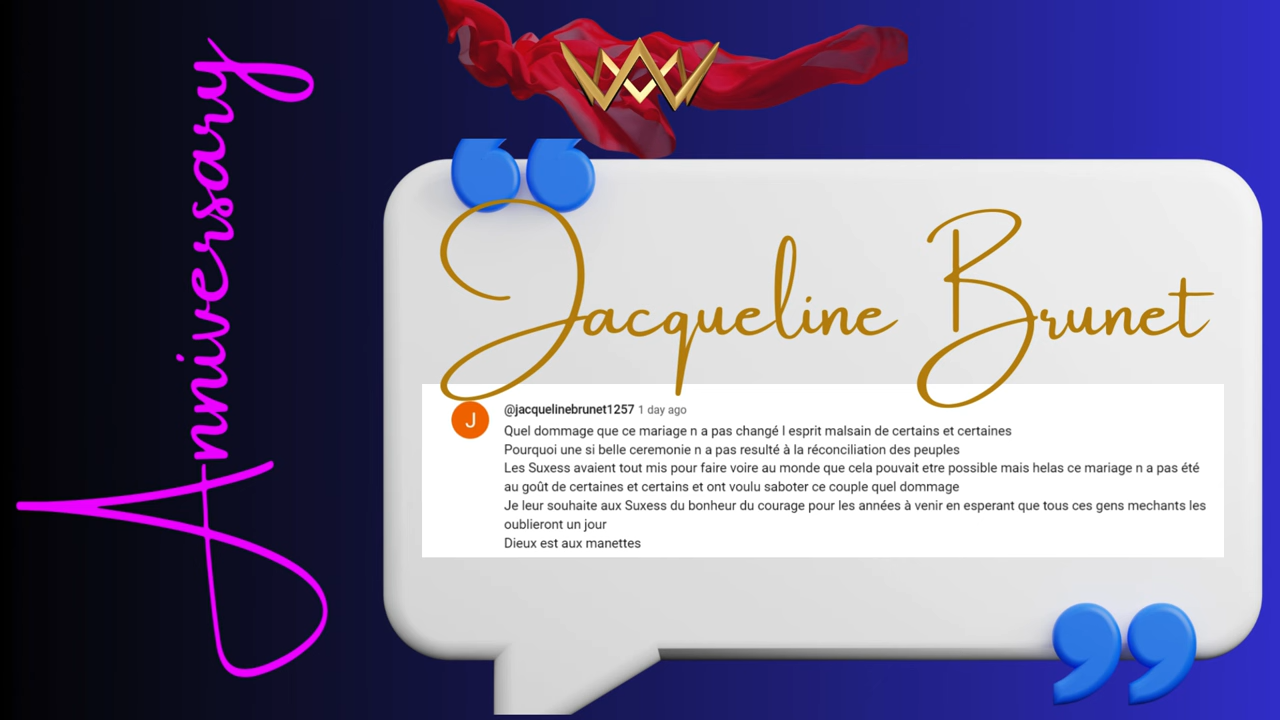 Anniversary
Jacqueline Brunet
J
@jacquelinebrunet1257 1 day ago
Quel dommage que ce mariage n a pas changé l esprit malsain de certains et certaines
Pourquoi une si belle ceremonie n a pas resulté à la réconciliation des peuples
Les Suxess avaient tout mis pour faire voire au monde que cela pouvait etre possible mais helas ce mariage n a pas été
au goût de certaines et certains et ont voulu saboter ce couple quel dommage
Je leur souhaite aux Suxess du bonheur du courage pour les années à venir en esperant que tous ces gens mechants les
oublieront un jour
Dieux est aux manettes